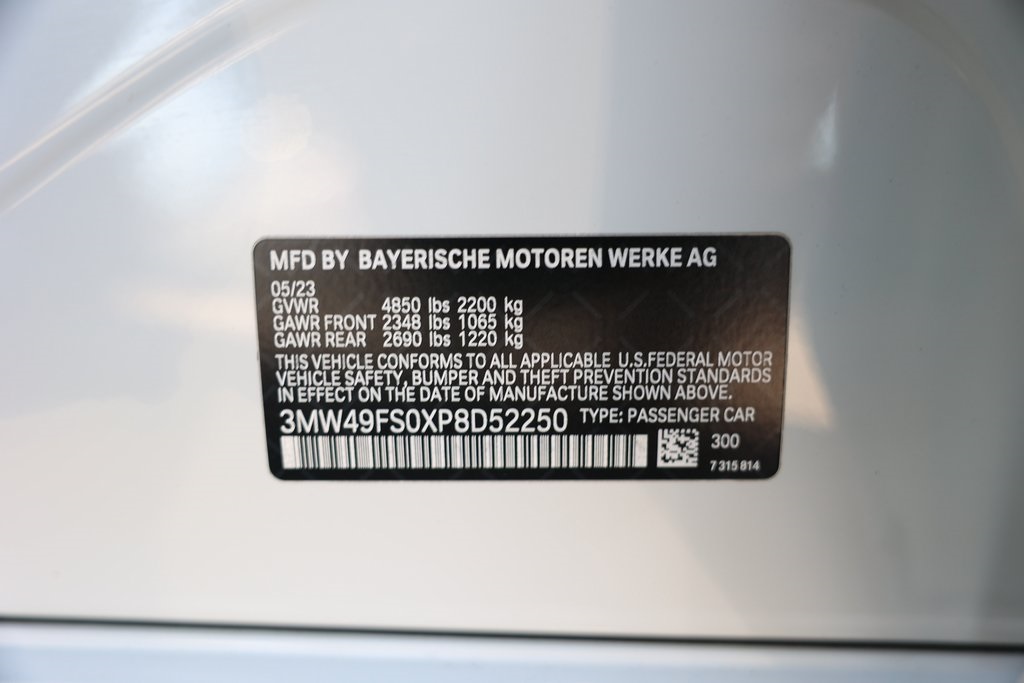 MFD BY BAYERISCHE MOTOREN WERKE AG
05/23
GVWR 4850 lbs 2200 kg
GAWR FRONT 2348 lbs 1065 kg
GAWR REAR 2690 lbs 1220 kg
THIS VEHICLE CONFORMS TO ALL APPLICABLE U.S.FEDERAL MOTOR
VEHICLE SAFETY, BUMPER AND THEFT PREVENTION STANDARDS
IN EFFECT ON THE DATE OF MANUFACTURE SHOWN ABOVE.
3MW49FS0XP8D52250 TYPE: PASSENGER CAR
300
7 315 814